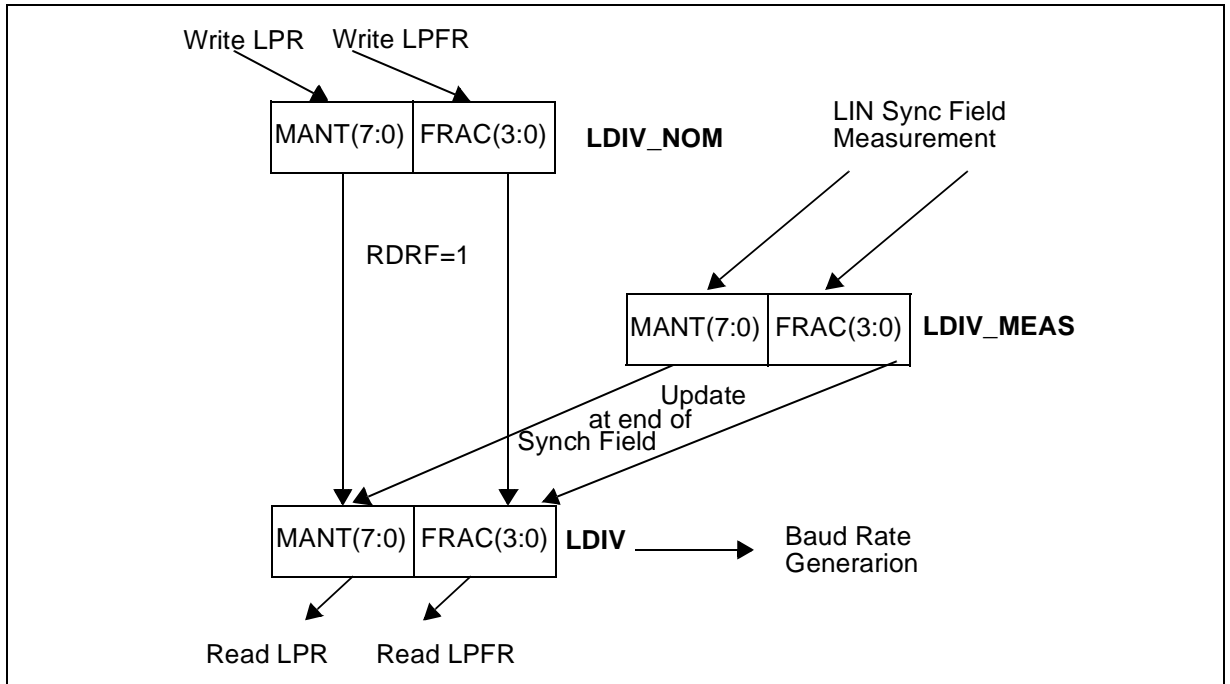 Write LPR Write LPFR
MANT(7:0) FRAC(3:0) LDIV_NOM
LIN Sync Field
Measurement
RDRF=1
MANT(7:0) FRAC(3:0) LDIV_MEAS
Update
at end of
Synch Field
MANT(7:0) FRAC(3:0) LDIV
Baud Rate
Generarion
Read LPR Read LPFR